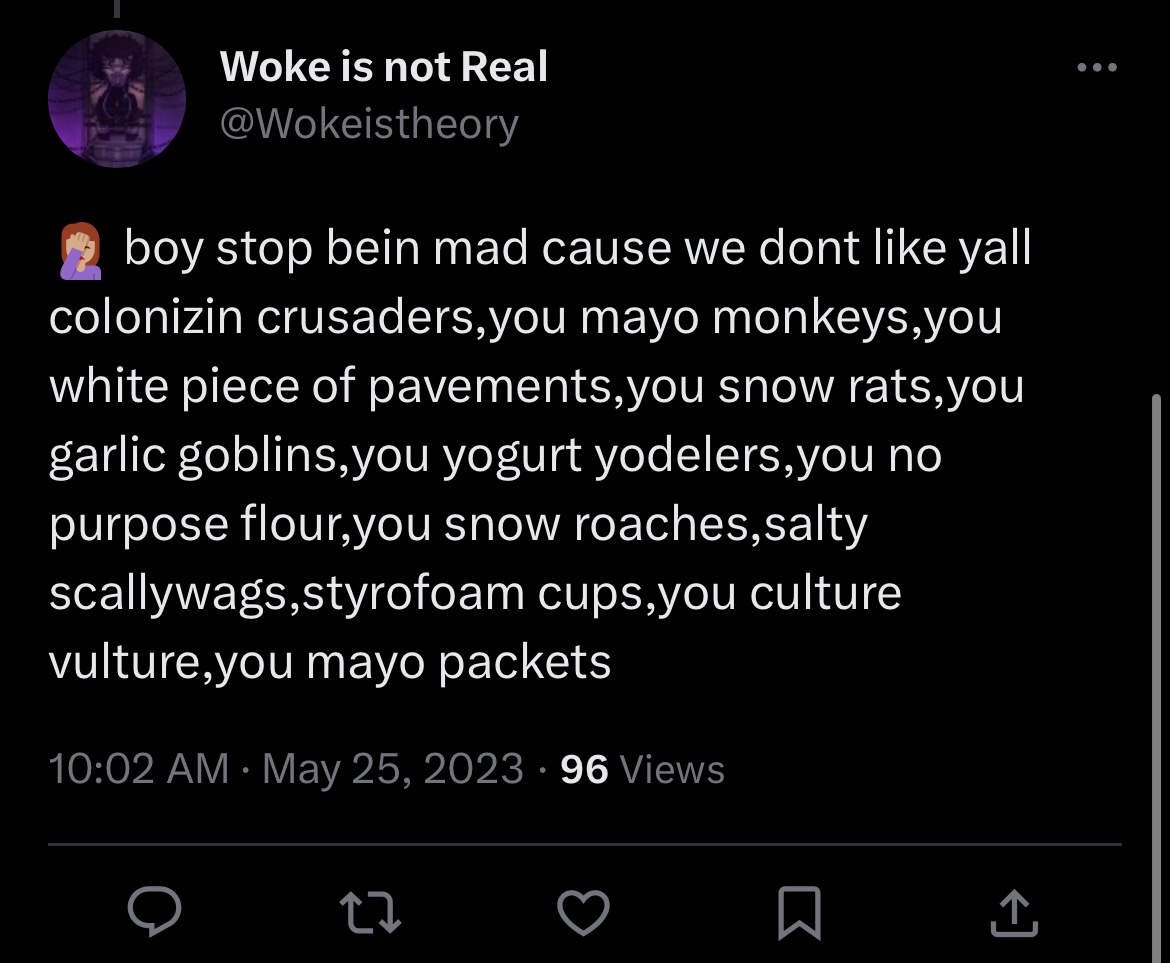 Woke is not Real
@Wokeistheory
🤦🏼‍♀️ boy stop bein mad cause we dont like yall
colonizin crusaders,you mayo monkeys,you
white piece of pavements,you snow rats,you
garlic goblins,you yogurt yodelers,you no
purpose flour,you snow roaches,salty
scallywags,styrofoam cups,you culture
vulture,you mayo packets
10:02 AM · May 25, 2023 · 96 Views